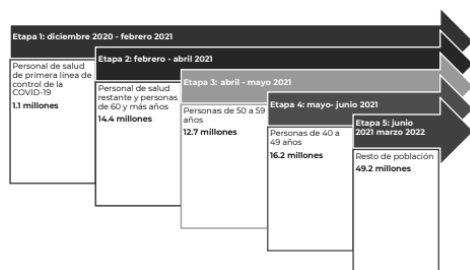 Etapa 1: diciembre 2020 - febrero 2021
Personal de salud
de primera línea de
control de la
COVID-19
1.1 millones
Etapa 2: febrero - abril 2021
Personal de salud
restante y personas
de 60 y más años
14.4 millones
Etapa 3: abril - mayo 2021
Personas de 50 a 59
años
12.7 millones
Etapa 4: mayo- junio 2021
Personas de 40 a
49 años
16.2 millones
Etapa 5: junio
2021 marzo 2022
Resto de población
49.2 millones